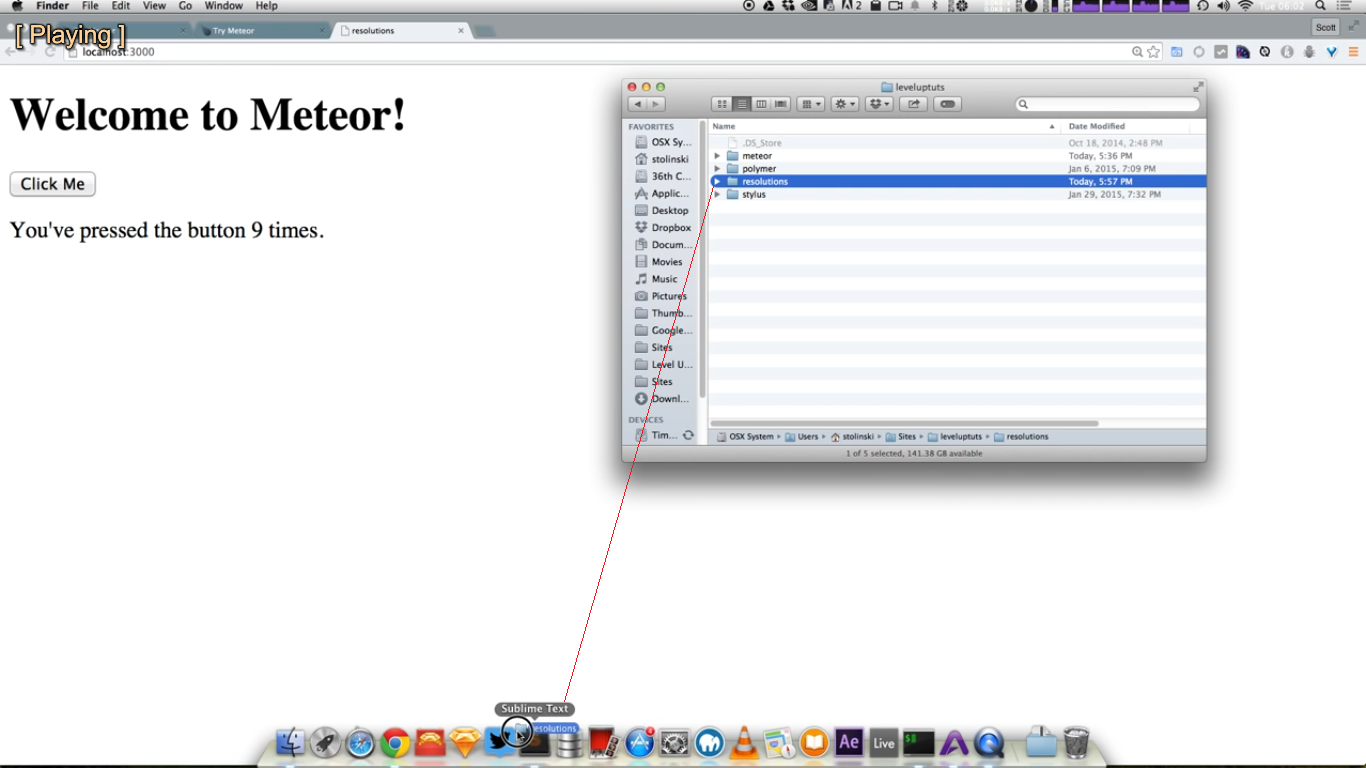 Finder File Edit View Go Window Help
2
Tue 06:02
[ Playing ]
Try Meteor
resolutions
Scott
localhost:3000
Welcome to Meteor!
Click Me
You've pressed the button 9 times.
leveluptuts
FAVORITES
OSX Sy...
stolinski
36th C...
Applic...
Desktop
Dropbox
Docum...
Movies
Music
Pictures
Thumb...
Google...
Sites
Level U...
Sites
Downl...
DEVICES
Tim...
Name Date Modified
.DS_Store Oct 18, 2014, 2:48 PM
meteor Today, 5:36 PM
polymer Jan 6, 2015, 7:09 PM
resolutions Today, 5:57 PM
stylus Jan 29, 2015, 7:32 PM
OSX System Users stolinski Sites leveluptuts resolutions
1 of 5 selected, 141.38 GB available
Sublime Text
resolutions
Ae
Live